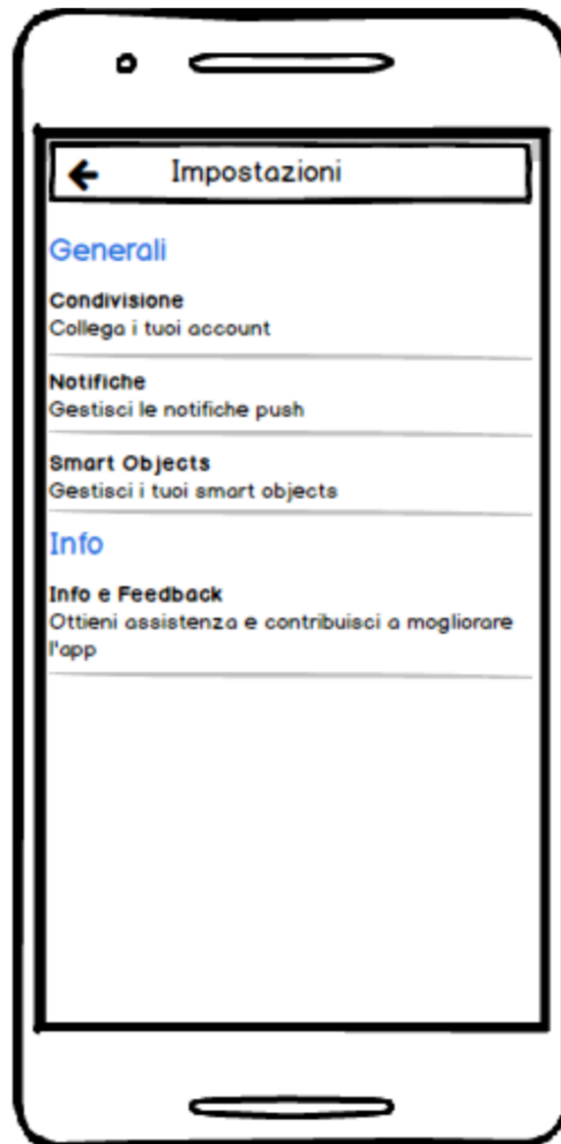 Impostazioni
Generali
Condivisione
Collega i tuoi account
Notifiche
Gestisci le notifiche push
Smart Objects
Gestisci i tuoi smart objects
Info
Info e Feedback
Ottieni assistenza e contribuisci a mogliorare
l'app